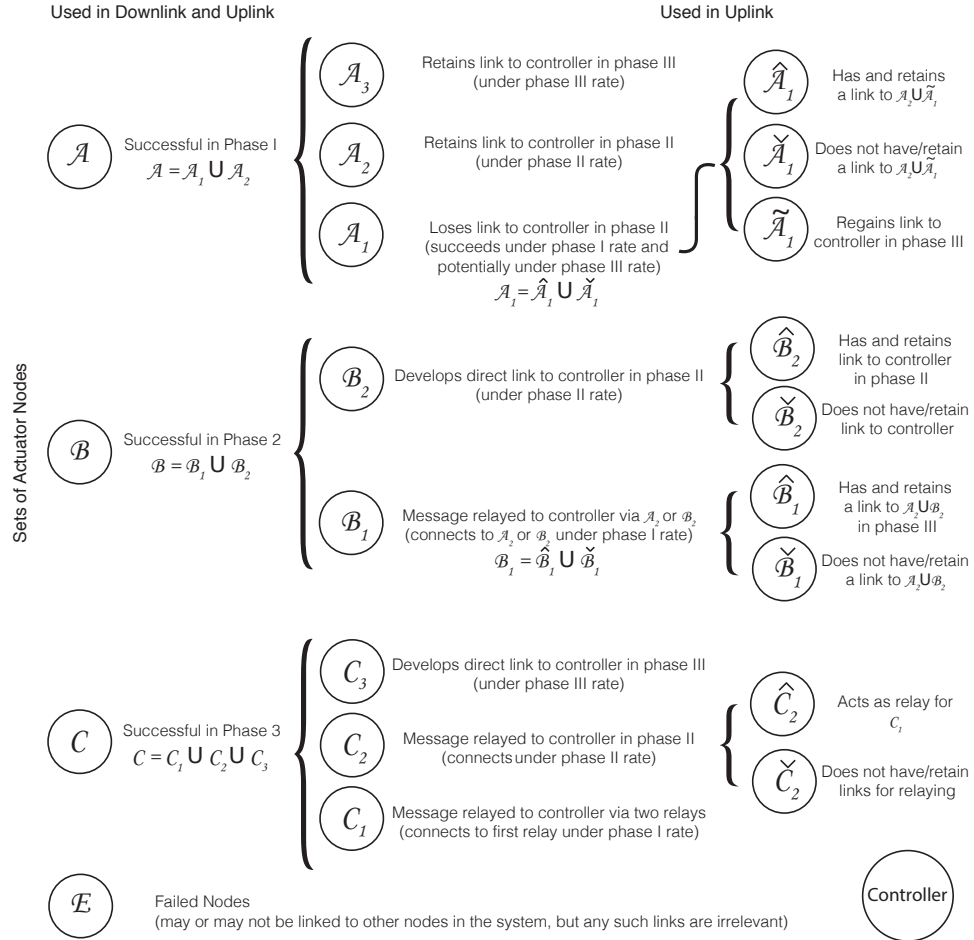 Used in Downlink and Uplink
Used in Uplink
Sets of Actuator Nodes
𝒜
Successful in Phase I
𝒜 = 𝒜₁ ∪ 𝒜₂
𝒜₃
Retains link to controller in phase III
(under phase III rate)
𝒜₂
Retains link to controller in phase II
(under phase II rate)
𝒜₁
Loses link to controller in phase II
(succeeds under phase I rate and
potentially under phase III rate)
𝒜₁ = 𝒜̂₁ ∪ 𝒜̌₁
𝒜̂₁
Has and retains
a link to 𝒜₂∪𝒜̃₁
𝒜̌₁
Does not have/retain
a link to 𝒜₂∪𝒜̃₁
𝒜̃₁
Regains link to
controller in phase III
ℬ
Successful in Phase 2
ℬ = ℬ₁ ∪ ℬ₂
ℬ₂
Develops direct link to controller in phase II
(under phase II rate)
ℬ̂₂
Has and retains
link to controller
in phase II
ℬ̌₂
Does not have/retain
link to controller
ℬ₁
Message relayed to controller via 𝒜₂ or ℬ₂
(connects to 𝒜₂ or ℬ₂ under phase I rate)
ℬ₁ = ℬ̂₁ ∪ ℬ̌₁
ℬ̂₁
Has and retains
a link to 𝒜₂∪ℬ₂
in phase III
ℬ̌₁
Does not have/retain
a link to 𝒜₂∪ℬ₂
𝒞
Successful in Phase 3
𝒞 = 𝒞₁ ∪ 𝒞₂ ∪ 𝒞₃
𝒞₃
Develops direct link to controller in phase III
(under phase III rate)
𝒞₂
Message relayed to controller in phase II
(connects under phase II rate)
𝒞₁
Message relayed to controller via two relays
(connects to first relay under phase I rate)
𝒞̂₂
Acts as relay for
𝒞₁
𝒞̌₂
Does not have/retain
links for relaying
ℰ
Failed Nodes
(may or may not be linked to other nodes in the system, but any such links are irrelevant)
Controller